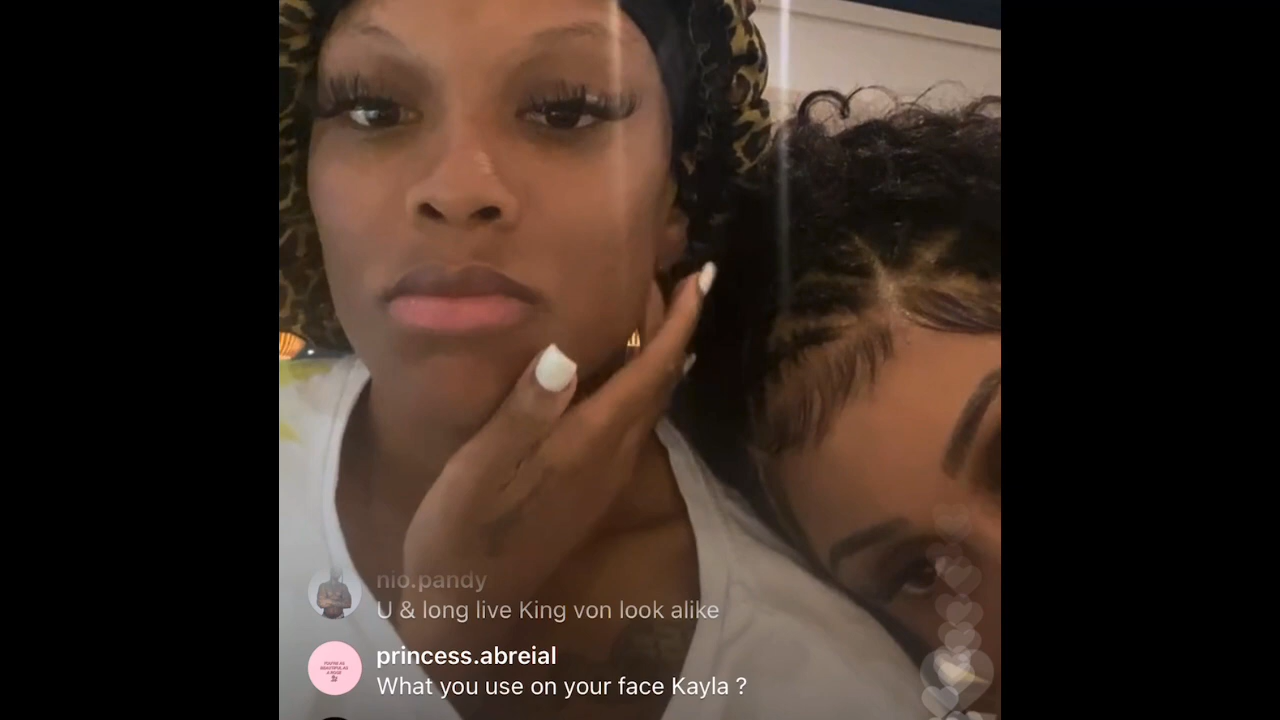 nio.pandy
U & long live King von look alike
princess.abreial
What you use on your face Kayla ?